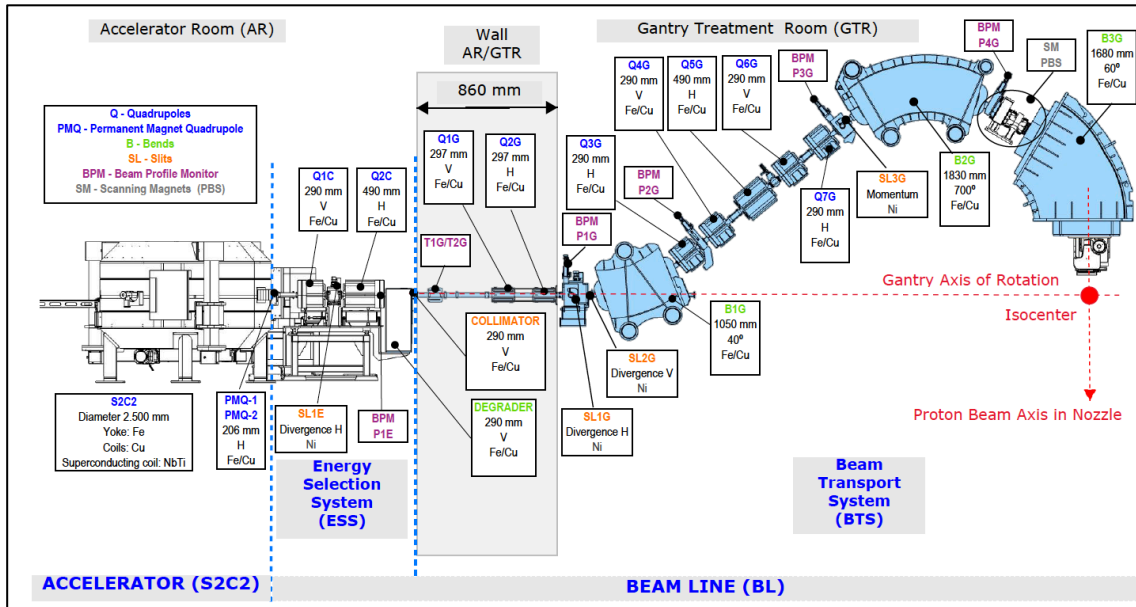 Accelerator Room (AR)
Wall
AR/GTR
Gantry Treatment Room (GTR)
860 mm
Q - Quadrupoles
PMQ - Permanent Magnet Quadrupole
B - Bends
SL - Slits
BPM - Beam Profile Monitor
SM - Scanning Magnets (PBS)
Q1C
290 mm
V
Fe/Cu
Q2C
490 mm
H
Fe/Cu
Q1G
297 mm
V
Fe/Cu
Q2G
297 mm
H
Fe/Cu
Q3G
290 mm
H
Fe/Cu
Q4G
290 mm
V
Fe/Cu
Q5G
490 mm
H
Fe/Cu
Q6G
290 mm
V
Fe/Cu
BPM
P3G
BPM
P4G
SM
PBS
B3G
1680 mm
60º
Fe/Cu
BPM
P2G
BPM
P1G
T1G/T2G
Q7G
290 mm
H
Fe/Cu
SL3G
Momentum
Ni
B2G
1830 mm
700º
Fe/Cu
Gantry Axis of Rotation
Isocenter
B1G
1050 mm
40º
Fe/Cu
COLLIMATOR
290 mm
V
Fe/Cu
SL2G
Divergence V
Ni
S2C2
Diameter 2.500 mm
Yoke: Fe
Coils: Cu
Superconducting coil: NbTi
PMQ-1
PMQ-2
206 mm
H
Fe/Cu
SL1E
Divergence H
Ni
BPM
P1E
DEGRADER
290 mm
V
Fe/Cu
SL1G
Divergence H
Ni
Proton Beam Axis in Nozzle
Energy
Selection
System
(ESS)
Beam
Transport
System
(BTS)
ACCELERATOR (S2C2)
BEAM LINE (BL)